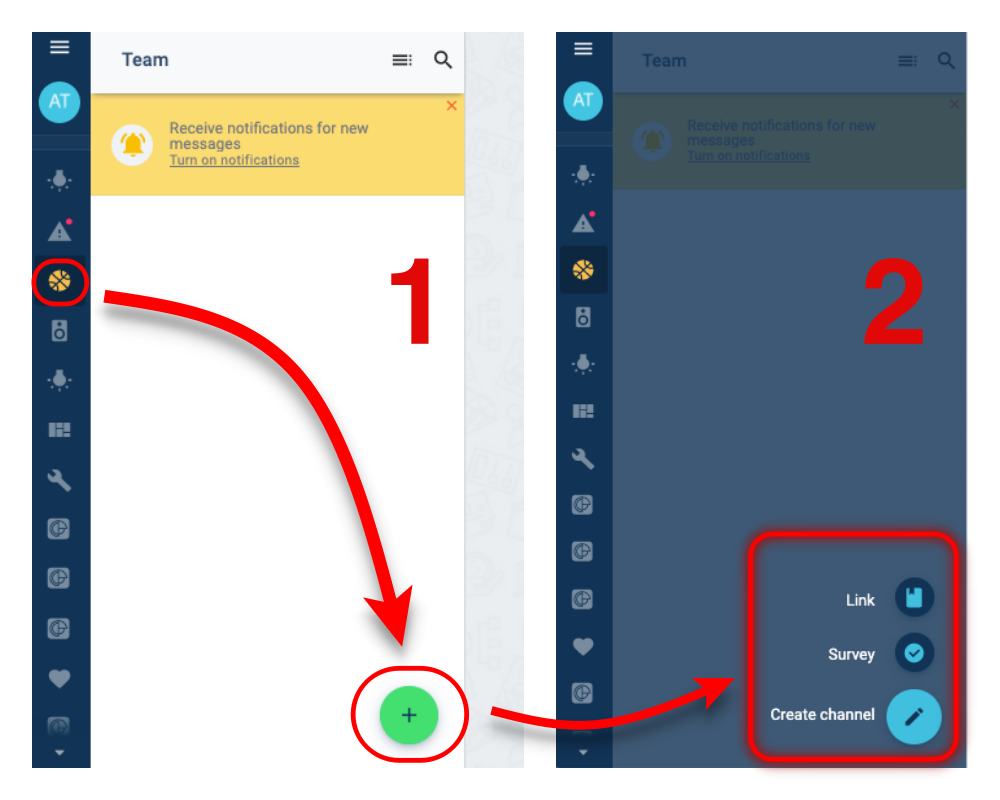 Team
AT
Receive notifications for new
messages
Turn on notifications
1
Team
AT
Receive notifications for new
messages
Turn on notifications
2
Link
Survey
Create channel